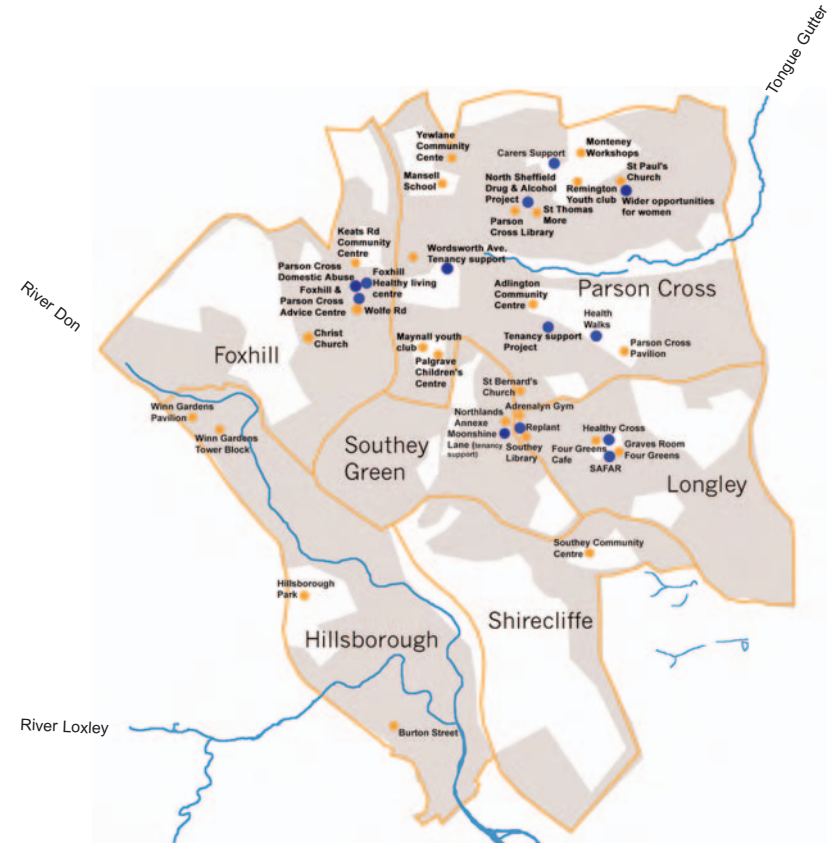 Tongue Gutter
Yewlane
Community
Cente
Mansell
School
Carers Support
Monteney
Workshops
St Paul's
Church
North Sheffield
Drug & Alcohol
Project
Remington
Youth club
Wider opportunities
for women
St Thomas
More
Parson
Cross Library
Keats Rd
Community
Centre
Wordsworth Ave.
Tenancy support
Parson Cross
Domestic Abuse
Foxhill
Healthy living
centre
Foxhill &
Parson Cross
Advice Centre
Wolfe Rd
Adlington
Community
Centre
Parson Cross
Health
Walks
River Don
Christ
Church
Maynall youth
club
Tenancy support
Project
Parson Cross
Pavilion
Foxhill
Palgrave
Children's
Centre
St Bernard's
Church
Winn Gardens
Pavilion
Winn Gardens
Tower Block
Northlands
Annexe
Adrenalyn Gym
Replant
Moonshine
Lane (tenancy
support)
Southey
Library
Healthy Cross
Four Greens
Cafe
Graves Room
Four Greens
SAFAR
Southey
Green
Longley
Southey Community
Centre
Hillsborough
Park
Shirecliffe
Hillsborough
River Loxley
Burton Street